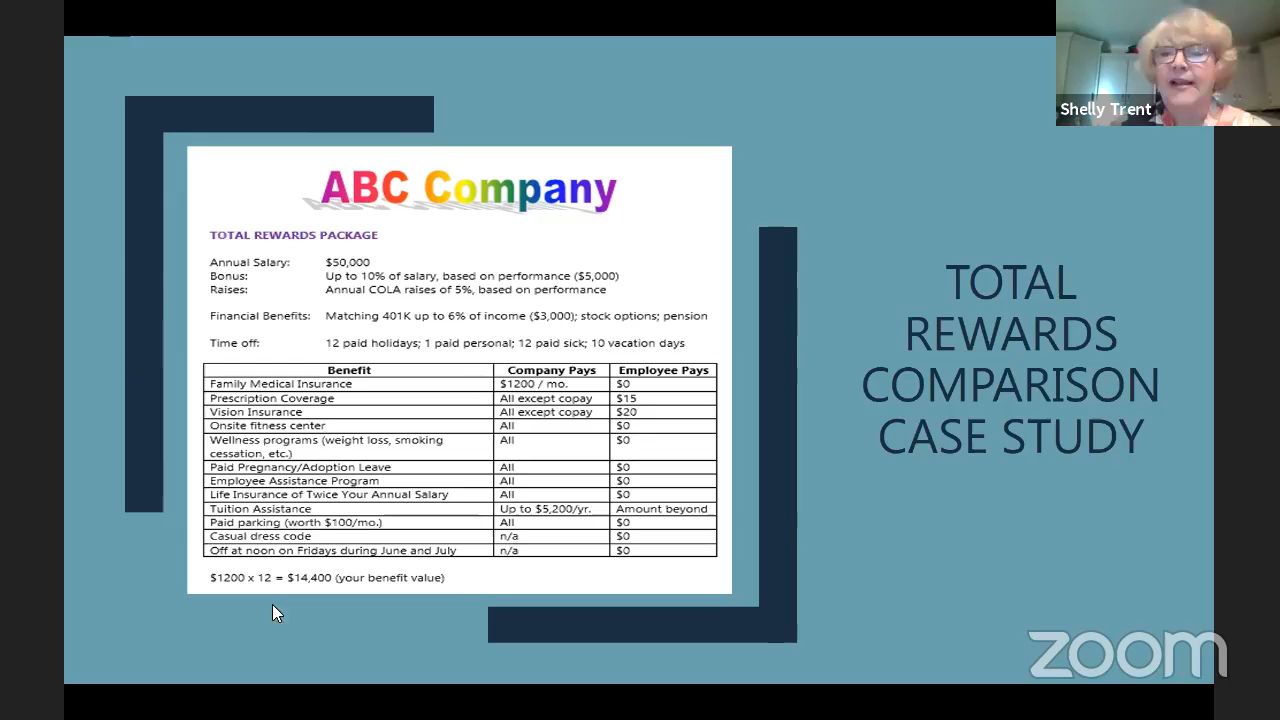 Shelly Trent
ABC Company
TOTAL REWARDS PACKAGE
Annual Salary: $50,000
Bonus: Up to 10% of salary, based on performance ($5,000)
Raises: Annual COLA raises of 5%, based on performance
Financial Benefits: Matching 401K up to 6% of income ($3,000); stock options; pension
Time off: 12 paid holidays; 1 paid personal; 12 paid sick; 10 vacation days
Benefit Company Pays Employee Pays
Family Medical Insurance $1200 / mo. $0
Prescription Coverage All except copay $15
Vision Insurance All except copay $20
Onsite fitness center All $0
Wellness programs (weight loss, smoking All $0
cessation, etc.)
Paid Pregnancy/Adoption Leave All $0
Employee Assistance Program All $0
Life Insurance of Twice Your Annual Salary All $0
Tuition Assistance Up to $5,200/yr. Amount beyond
Paid parking (worth $100/mo.) All $0
Casual dress code n/a $0
Off at noon on Fridays during June and July n/a $0
$1200 x 12 = $14,400 (your benefit value)
TOTAL
REWARDS
COMPARISON
CASE STUDY
zoom